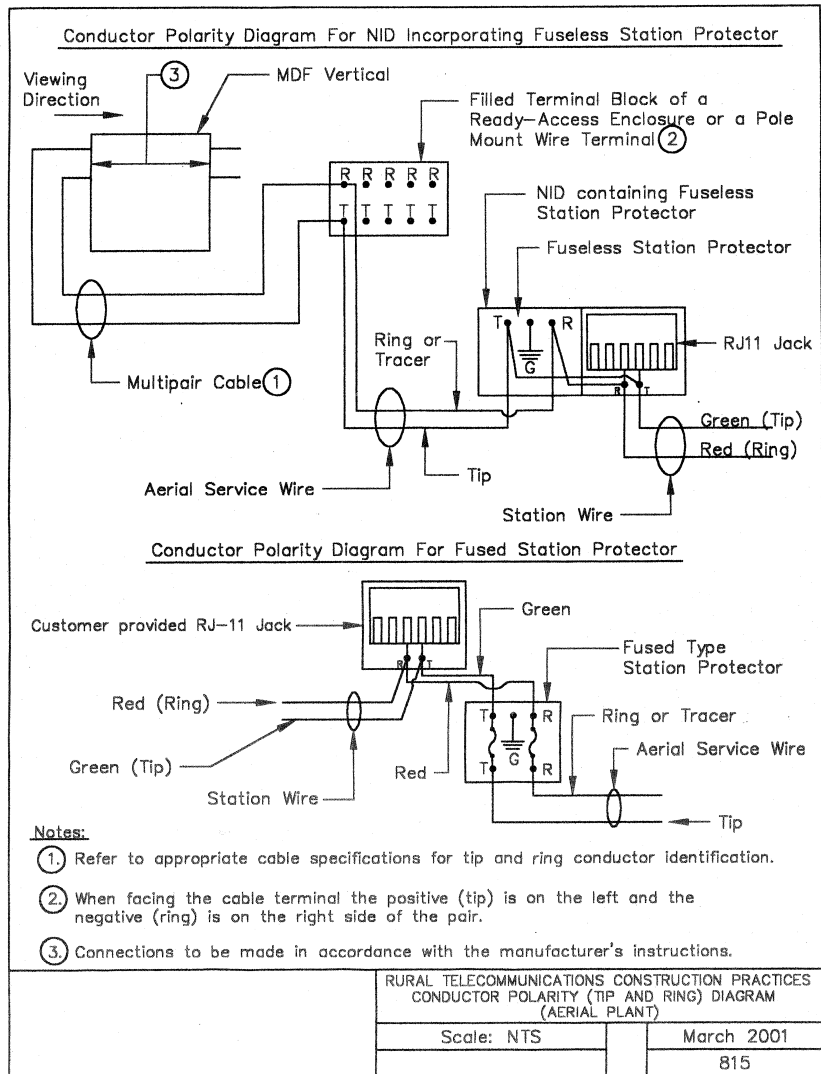 Conductor Polarity Diagram For NID Incorporating Fuseless Station Protector
Viewing
Direction
3
MDF Vertical
Filled Terminal Block of a
Ready-Access Enclosure or a Pole
Mount Wire Terminal 2
R R R R R
T T T T T
NID containing Fuseless
Station Protector
Fuseless Station Protector
T R
G
RJ11 Jack
R T
Ring or
Tracer
Multipair Cable 1
Green (Tip)
Red (Ring)
Aerial Service Wire
Tip
Station Wire
Conductor Polarity Diagram For Fused Station Protector
Customer provided RJ-11 Jack
Green
R T
Fused Type
Station Protector
Red (Ring)
T R
G
T R
Ring or Tracer
Aerial Service Wire
Green (Tip)
Red
Station Wire
Tip
Notes:
1. Refer to appropriate cable specifications for tip and ring conductor identification.
2. When facing the cable terminal the positive (tip) is on the left and the
negative (ring) is on the right side of the pair.
3. Connections to be made in accordance with the manufacturer's instructions.
RURAL TELECOMMUNICATIONS CONSTRUCTION PRACTICES
CONDUCTOR POLARITY (TIP AND RING) DIAGRAM
(AERIAL PLANT)
Scale: NTS
March 2001
815